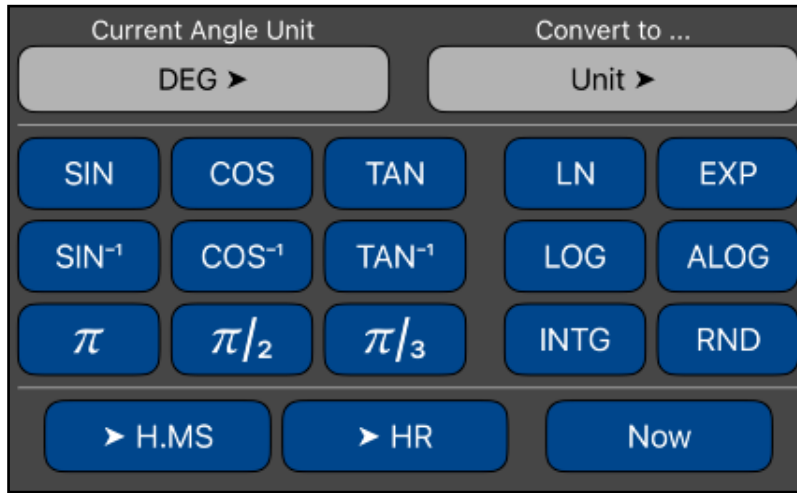 Current Angle Unit Convert to ...
DEG ➤ Unit ➤
SIN COS TAN LN EXP
SIN⁻¹ COS⁻¹ TAN⁻¹ LOG ALOG
π π/₂ π/₃ INTG RND
➤ H.MS ➤ HR Now